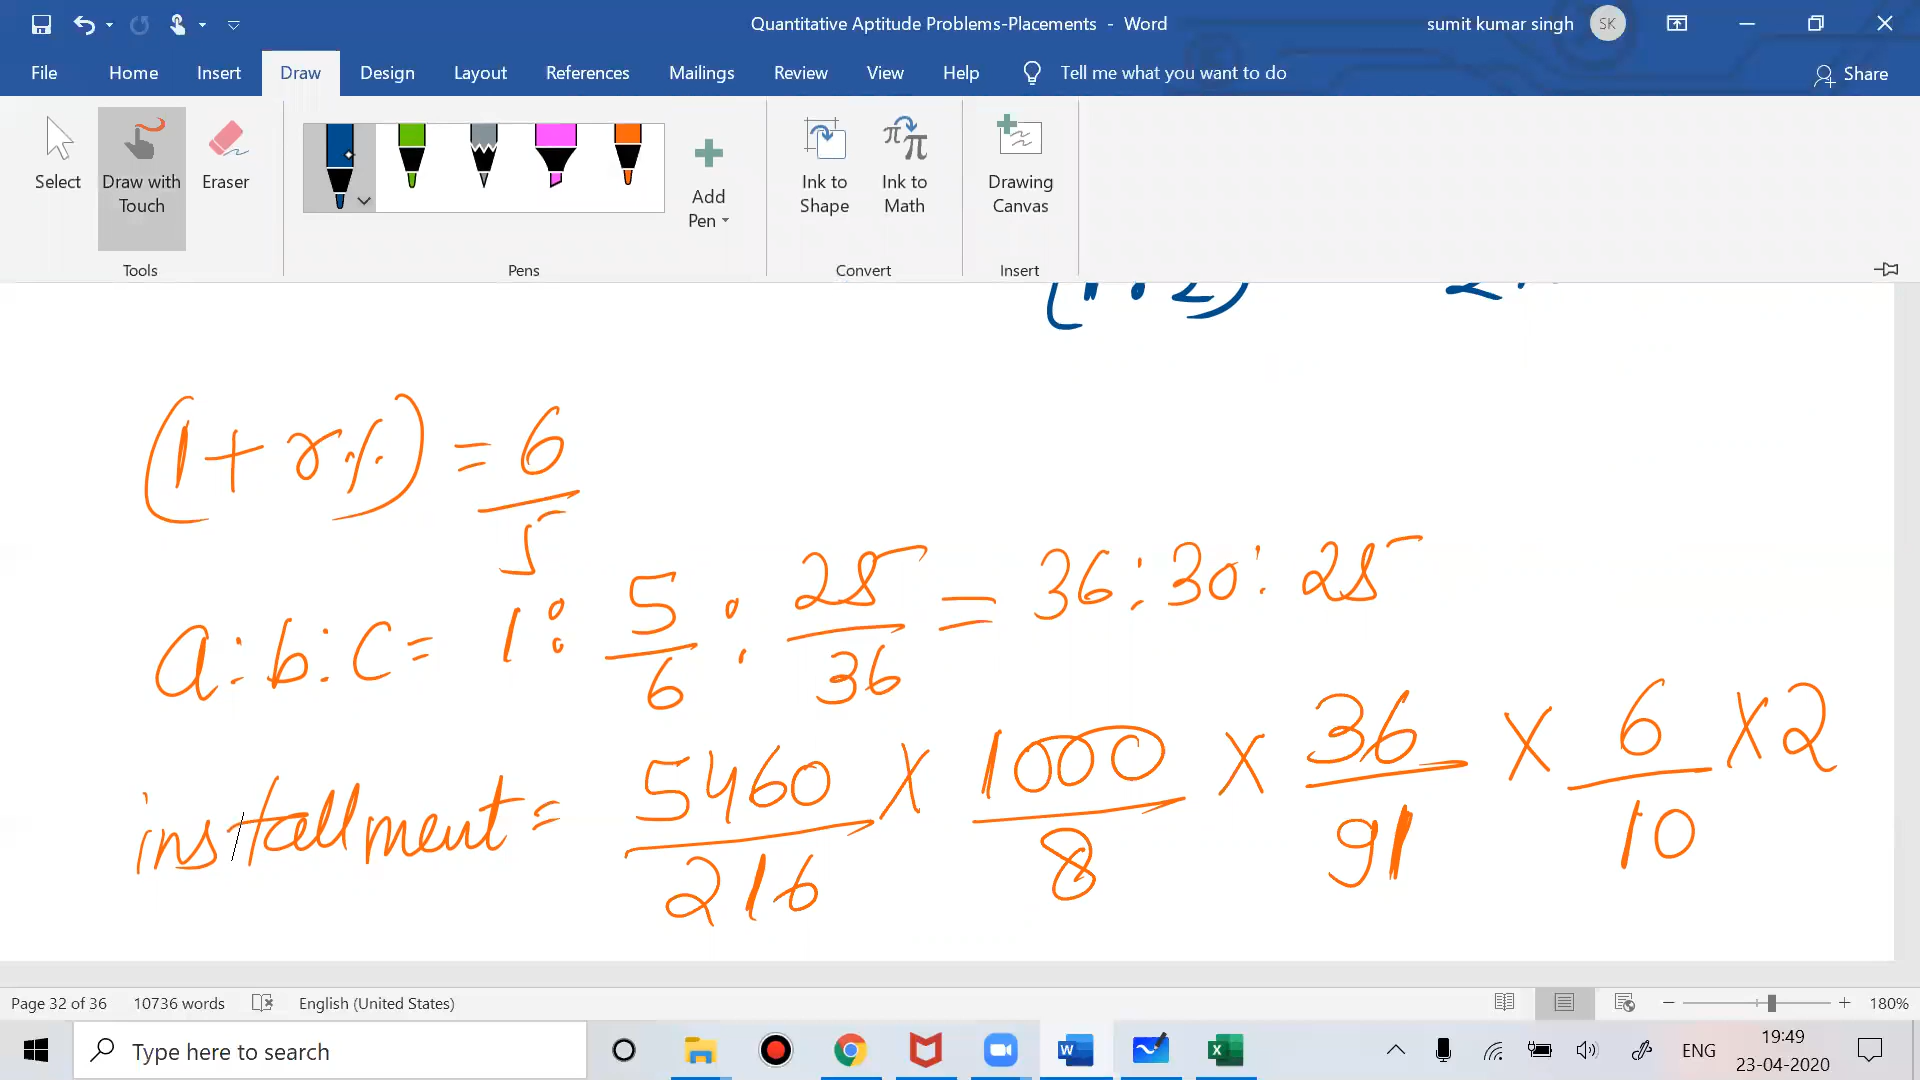 Quantitative Aptitude Problems-Placements - Word
sumit kumar singh SK
File Home Insert Draw Design Layout References Mailings Review View Help Tell me what you want to do Share
Select Draw with Touch Eraser Add Pen Ink to Shape Ink to Math Drawing Canvas
Tools Pens Convert Insert
(1+r%) = 6/5
a:b:c = 1 : 5/6 : 25/36 = 36:30:25
installment = 5460/216 X 1000/8 X 36/91 X 6/10 X 2
Page 32 of 36 10736 words English (United States) 180%
Type here to search ENG 19:49
23-04-2020